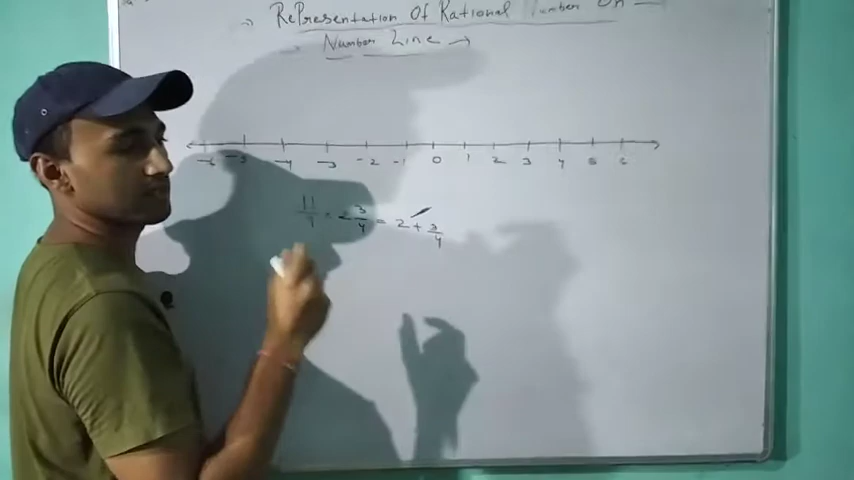 → Representation Of Rational Number On
Number Line →
-6 -5 -4 -3 -2 -1 0 1 2 3 4 5 6
11/4 = 2 3/4 = 2 + 3/4